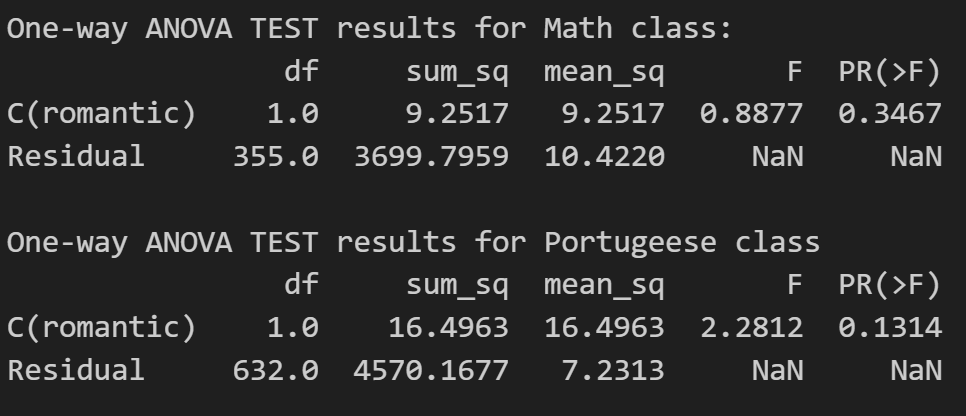 One-way ANOVA TEST results for Math class:
df sum_sq mean_sq F PR(>F)
C(romantic) 1.0 9.2517 9.2517 0.8877 0.3467
Residual 355.0 3699.7959 10.4220 NaN NaN
One-way ANOVA TEST results for Portugeese class
df sum_sq mean_sq F PR(>F)
C(romantic) 1.0 16.4963 16.4963 2.2812 0.1314
Residual 632.0 4570.1677 7.2313 NaN NaN